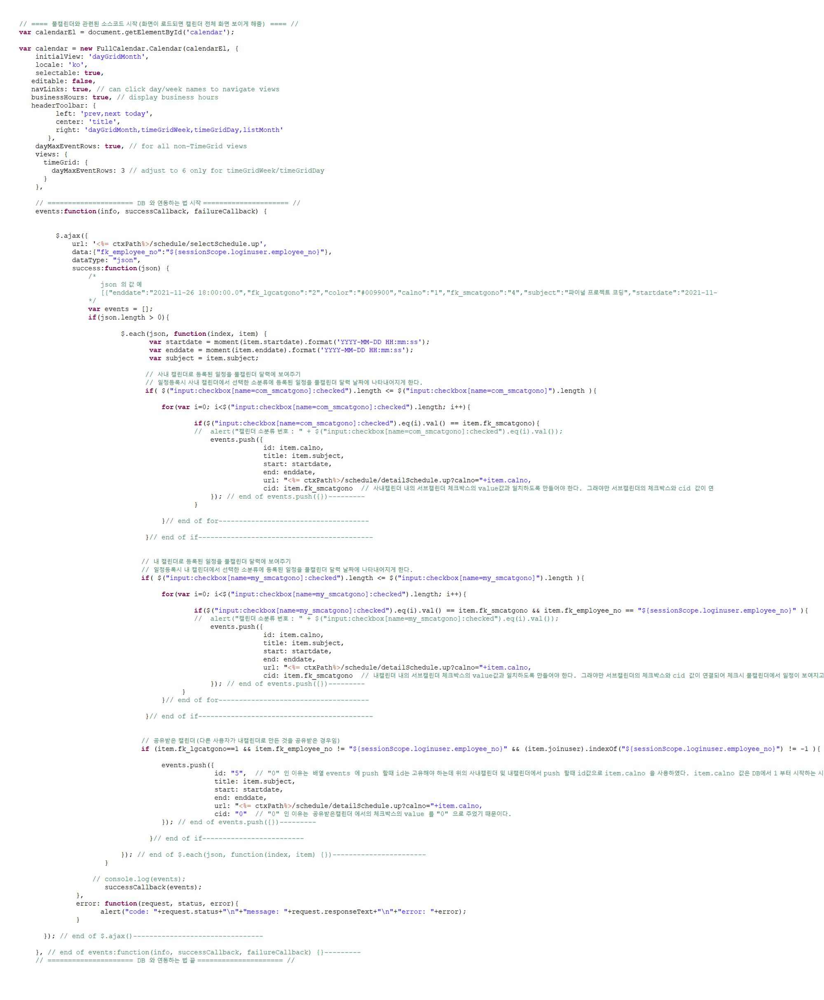 // ==== 풀캘린더와 관련된 소스코드 시작(화면이 로드되면 캘린더 전체 화면 보이게 해줌) ==== //
var calendarEl = document.getElementById('calendar');
var calendar = new FullCalendar.Calendar(calendarEl, {
initialView: 'dayGridMonth',
locale: 'ko',
selectable: true,
editable: false,
navLinks: true, // can click day/week names to navigate views
businessHours: true, // display business hours
headerToolbar: {
left: 'prev,next today',
center: 'title',
right: 'dayGridMonth,timeGridWeek,timeGridDay,listMonth'
},
dayMaxEventRows: true, // for all non-TimeGrid views
views: {
timeGrid: {
dayMaxEventRows: 3 // adjust to 6 only for timeGridWeek/timeGridDay
}
},
// ===================== DB 와 연동하는 법 시작 ===================== //
events:function(info, successCallback, failureCallback) {
$.ajax({
url: '<%= ctxPath%>/schedule/selectSchedule.up',
data:{"fk_employee_no":"${sessionScope.loginuser.employee_no}"},
dataType: "json",
success:function(json) {
/*
json 의 값 예
[{"enddate":"2021-11-26 18:00:00.0","fk_lgcatgono":"2","color":"#009900","calno":"1","fk_smcatgono":"4","subject":"파이널 프로젝트 코딩","startdate":"2021-11-
*/
var events = [];
if(json.length > 0){
$.each(json, function(index, item) {
var startdate = moment(item.startdate).format('YYYY-MM-DD HH:mm:ss');
var enddate = moment(item.enddate).format('YYYY-MM-DD HH:mm:ss');
var subject = item.subject;
// 사내 캘린더로 등록된 일정을 풀캘린더 달력에 보여주기
// 일정등록시 사내 캘린더에서 선택한 소분류에 등록된 일정을 풀캘린더 달력 날짜에 나타내어지게 한다.
if( $("input:checkbox[name=com_smcatgono]:checked").length <= $("input:checkbox[name=com_smcatgono]").length ){
for(var i=0; i<$("input:checkbox[name=com_smcatgono]:checked").length; i++){
if($("input:checkbox[name=com_smcatgono]:checked").eq(i).val() == item.fk_smcatgono){
// alert("캘린더 소분류 번호 : " + $("input:checkbox[name=com_smcatgono]:checked").eq(i).val());
events.push({
id: item.calno,
title: item.subject,
start: startdate,
end: enddate,
url: "<%= ctxPath%>/schedule/detailSchedule.up?calno="+item.calno,
cid: item.fk_smcatgono // 사내캘린더 내의 서브캘린더 체크박스의 value값과 일치하도록 만들어야 한다. 그래야만 서브캘린더의 체크박스와 cid 값이 연
}); // end of events.push({})---------
}
}// end of for-------------------------------------
}// end of if-------------------------------------------
// 내 캘린더로 등록된 일정을 풀캘린더 달력에 보여주기
// 일정등록시 내 캘린더에서 선택한 소분류에 등록된 일정을 풀캘린더 달력 날짜에 나타내어지게 한다.
if( $("input:checkbox[name=my_smcatgono]:checked").length <= $("input:checkbox[name=my_smcatgono]").length ){
for(var i=0; i<$("input:checkbox[name=my_smcatgono]:checked").length; i++){
if($("input:checkbox[name=my_smcatgono]:checked").eq(i).val() == item.fk_smcatgono && item.fk_employee_no == "${sessionScope.loginuser.employee_no}" ){
// alert("캘린더 소분류 번호 : " + $("input:checkbox[name=my_smcatgono]:checked").eq(i).val());
events.push({
id: item.calno,
title: item.subject,
start: startdate,
end: enddate,
url: "<%= ctxPath%>/schedule/detailSchedule.up?calno="+item.calno,
cid: item.fk_smcatgono // 내캘린더 내의 서브캘린더 체크박스의 value값과 일치하도록 만들어야 한다. 그래야만 서브캘린더의 체크박스와 cid 값이 연결되어 체크시 풀캘린더에서 일정이 보여지고
}); // end of events.push({})---------
}
}// end of for-------------------------------------
}// end of if-------------------------------------------
// 공유받은 캘린더(다른 사용자가 내캘린더로 만든 것을 공유받은 경우임)
if (item.fk_lgcatgono==1 && item.fk_employee_no != "${sessionScope.loginuser.employee_no}" && (item.joinuser).indexOf("${sessionScope.loginuser.employee_no}") != -1 ){
events.push({
id: "5", // "0" 인 이유는 배열 events 에 push 할때 id는 고유해야 하는데 위의 사내캘린더 및 내캘린더에서 push 할때 id값으로 item.calno 을 사용하였다. item.calno 값은 DB에서 1 부터 시작하는 시
title: item.subject,
start: startdate,
end: enddate,
url: "<%= ctxPath%>/schedule/detailSchedule.up?calno="+item.calno,
cid: "0" // "0" 인 이유는 공유받은캘린더 에서의 체크박스의 value 를 "0" 으로 주었기 때문이다.
}); // end of events.push({})---------
}// end of if-------------------------
}); // end of $.each(json, function(index, item) {})-----------------------
}
// console.log(events);
successCallback(events);
},
error: function(request, status, error){
alert("code: "+request.status+"\n"+"message: "+request.responseText+"\n"+"error: "+error);
}
}); // end of $.ajax()--------------------------------
}, // end of events:function(info, successCallback, failureCallback) {}---------
// ===================== DB 와 연동하는 법 끝 ===================== //